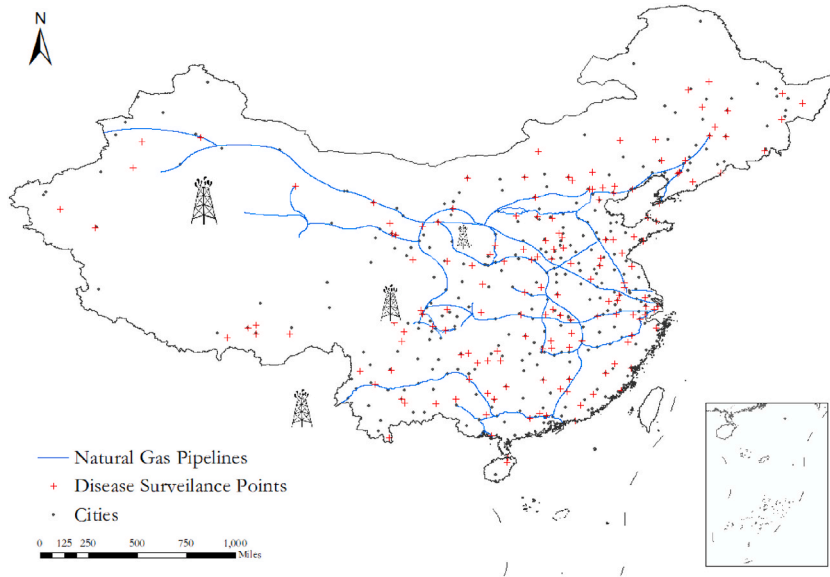 N
Natural Gas Pipelines
Disease Surveilance Points
Cities
0 125 250 500 750 1,000
Miles